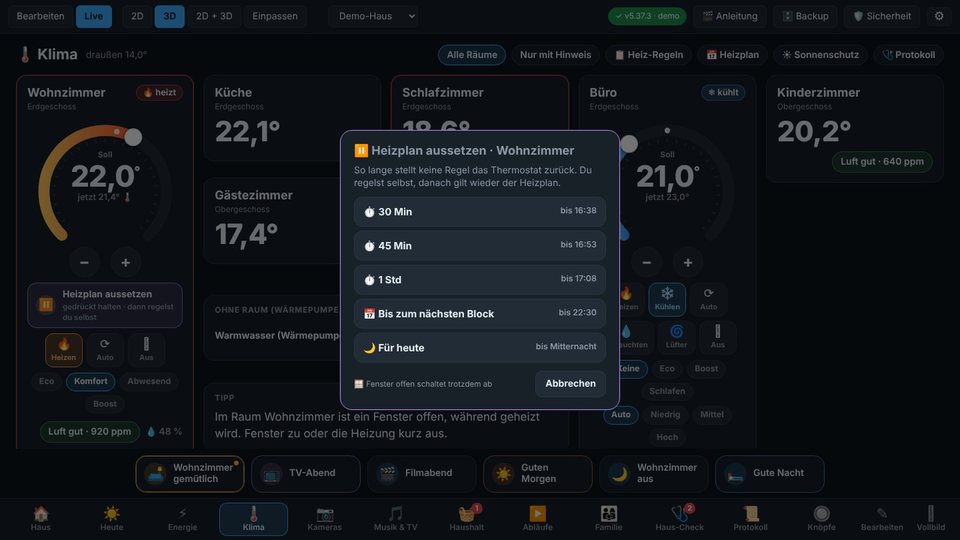 Bearbeiten Live 2D 3D 2D + 3D Einpassen Demo-Haus ✓ v5.37.3 · demo Anleitung Backup Sicherheit
Klima draußen 14,0° Alle Räume Nur mit Hinweis Heiz-Regeln Heizplan Sonnenschutz Protokoll
Wohnzimmer heizt
Erdgeschoss
Soll
22,0°
jetzt 21,4°
− +
Heizplan aussetzen
gedrückt halten · dann regelst
du selbst
Heizen Auto Aus
Eco Komfort Abwesend
Boost
Luft gut · 920 ppm 48 %
Küche
Erdgeschoss
22,1°
Gästezimmer
Obergeschoss
17,4°
OHNE RAUM (WÄRMEPUMPE
Warmwasser (Wärmepump
TIPP
Im Raum Wohnzimmer ist ein Fenster offen, während geheizt
wird. Fenster zu oder die Heizung kurz aus.
Schlafzimmer
Erdgeschoss
18,6°
Heizplan aussetzen · Wohnzimmer
So lange stellt keine Regel das Thermostat zurück. Du
regelst selbst, danach gilt wieder der Heizplan.
30 Min bis 16:38
45 Min bis 16:53
1 Std bis 17:08
Bis zum nächsten Block bis 22:30
Für heute bis Mitternacht
Fenster offen schaltet trotzdem ab Abbrechen
Büro kühlt
Erdgeschoss
Soll
21,0°
jetzt 23,0°
− +
eizen Kühlen Auto
uchten Lüfter Aus
Keine Eco Boost
Schlafen
Auto Niedrig Mittel
Hoch
Kinderzimmer
Obergeschoss
20,2°
Luft gut · 640 ppm
Wohnzimmer
gemütlich
TV-Abend
Filmabend
Guten
Morgen
Wohnzimmer
aus
Gute Nacht
1 2
Haus Heute Energie Klima Kameras Musik & TV Haushalt Abläufe Familie Haus-Check Protokoll Knöpfe Bearbeiten Vollbild